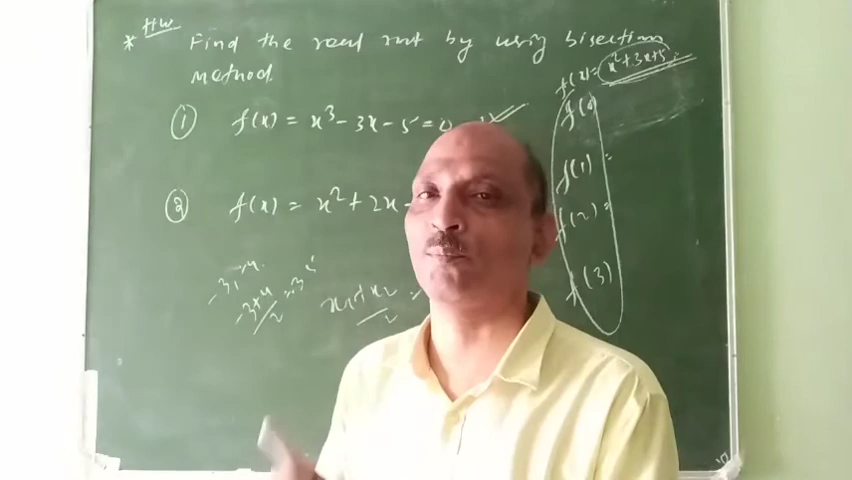 * HW
Find the real root by using bisection
method
f(x)= x²+3x+5=
① f(x) = x³-3x-5=0
f(0)
f(1) =
② f(x) = x²+2x-
f(2)=
f(3)
x₁+x₂
2